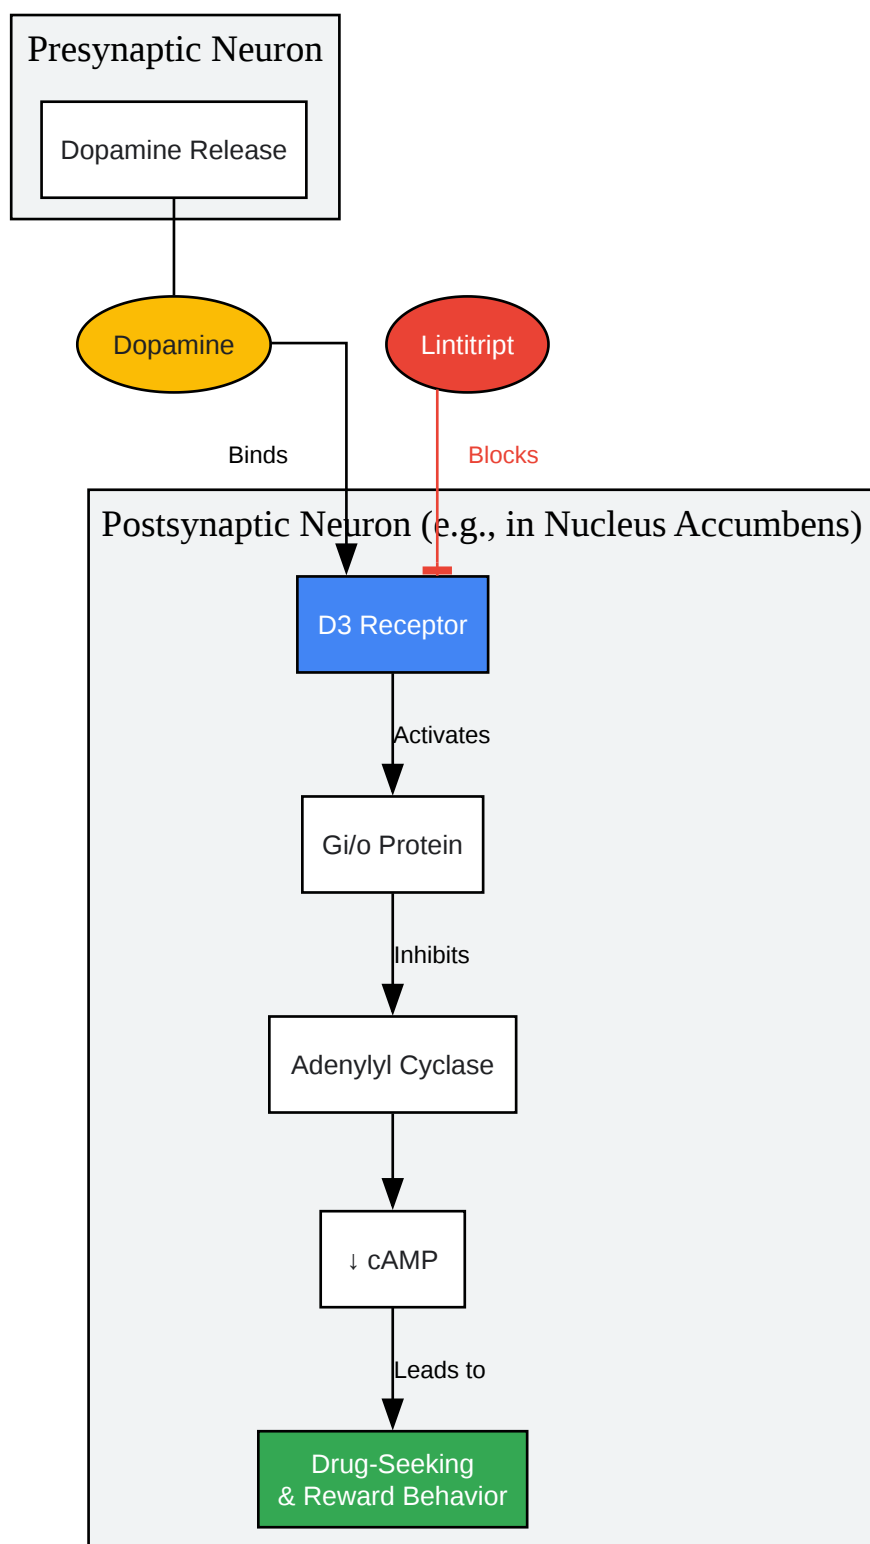 Presynaptic Neuron
Dopamine Release
Dopamine
Lintitript
Binds
Blocks
Postsynaptic Neuron (e.g., in Nucleus Accumbens)
D3 Receptor
Activates
Gi/o Protein
Inhibits
Adenylyl Cyclase
↓ cAMP
Leads to
Drug-Seeking
& Reward Behavior